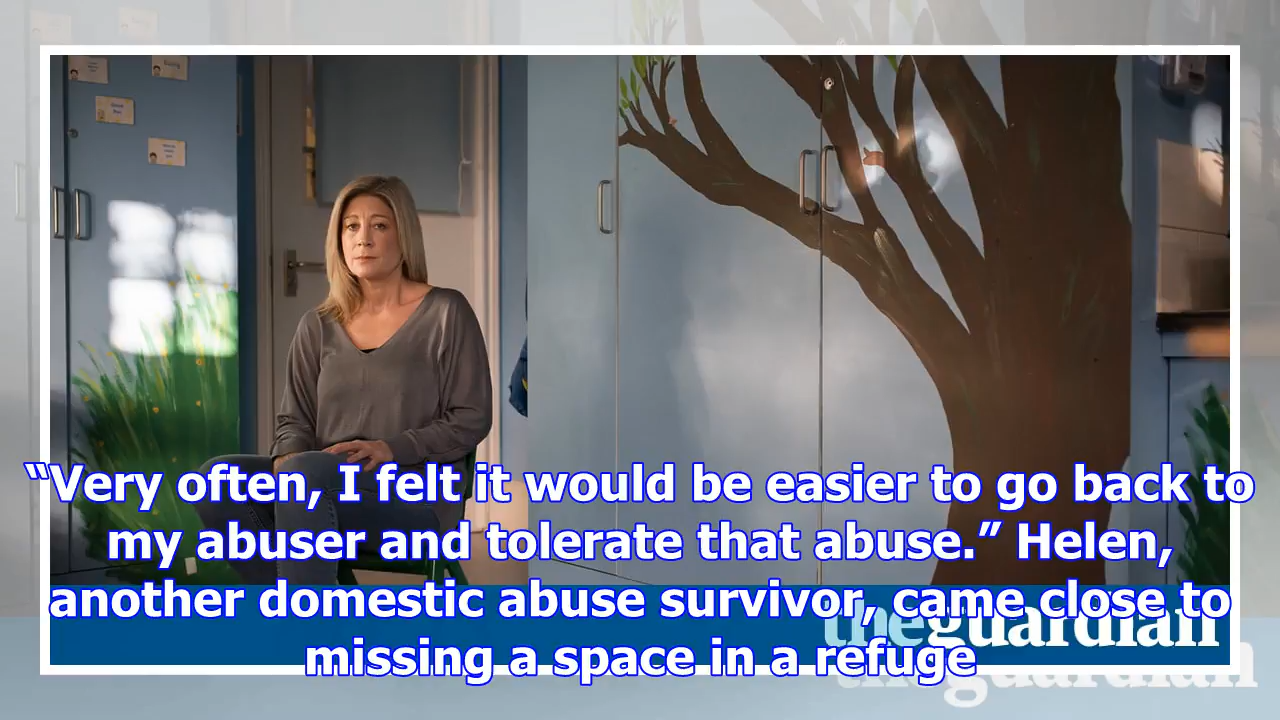 “Very often, I felt it would be easier to go back to
my abuser and tolerate that abuse.” Helen,
another domestic abuse survivor, came close to
missing a space in a refuge
theguardian
theguardian